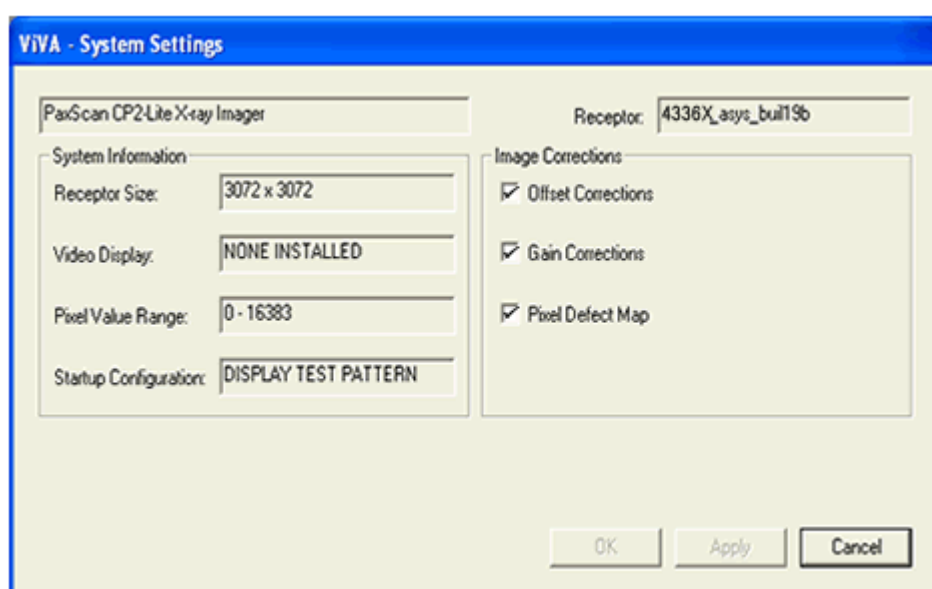 ViVA - System Settings
PaxScan CP2-Lite X-ray Imager
Receptor: 4336X_asys_buil19b
System Information
Receptor Size: 3072 x 3072
Video Display: NONE INSTALLED
Pixel Value Range: 0 - 16383
Startup Configuration: DISPLAY TEST PATTERN
Image Corrections
Offset Corrections
Gain Corrections
Pixel Defect Map
OK Apply Cancel